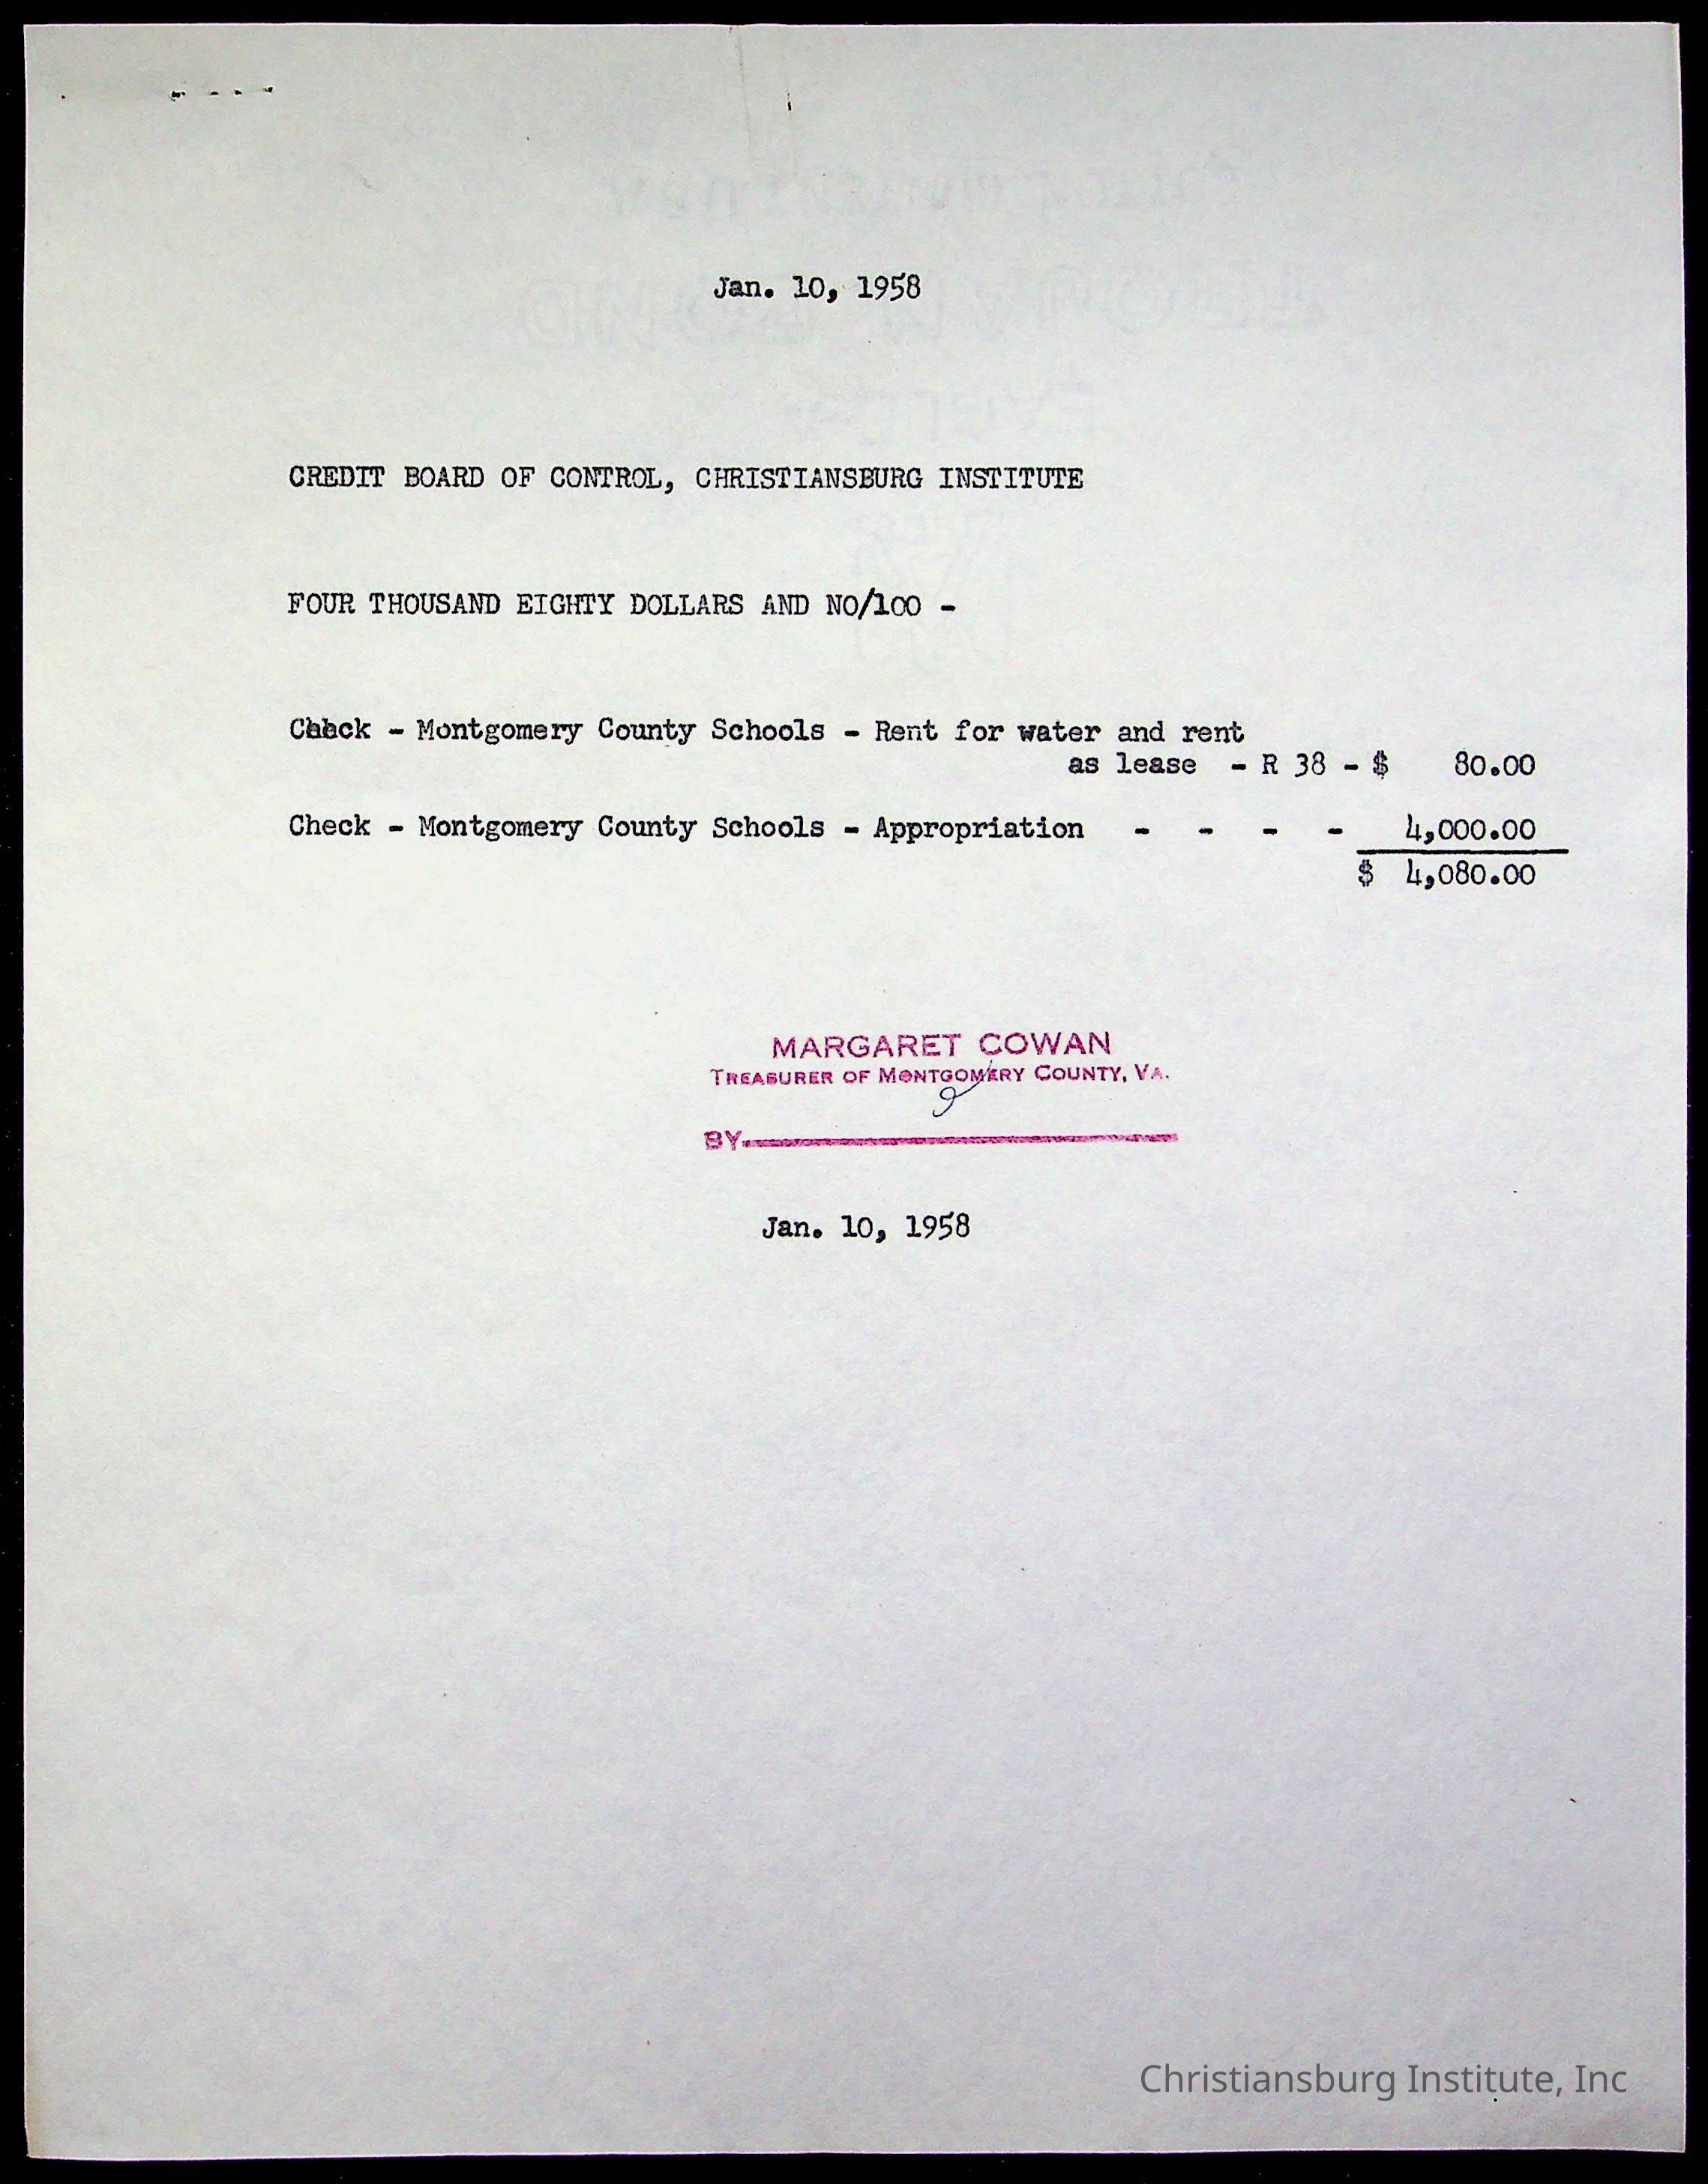 Jan. 10, 1958
CREDIT BOARD OF CONTROL, CHRISTIANSBURG INSTITUTE
FOUR THOUSAND EIGHTY DOLLARS AND NO/100 -
Check - Montgomery County Schools - Rent for water and rent
as lease - R 38 - $ 80.00
Check - Montgomery County Schools - Appropriation - - - - 4,000.00
$ 4,080.00
MARGARET COWAN
TREASURER OF MONTGOMERY COUNTY, VA.
BY
Jan. 10, 1958
Christiansburg Institute, Inc